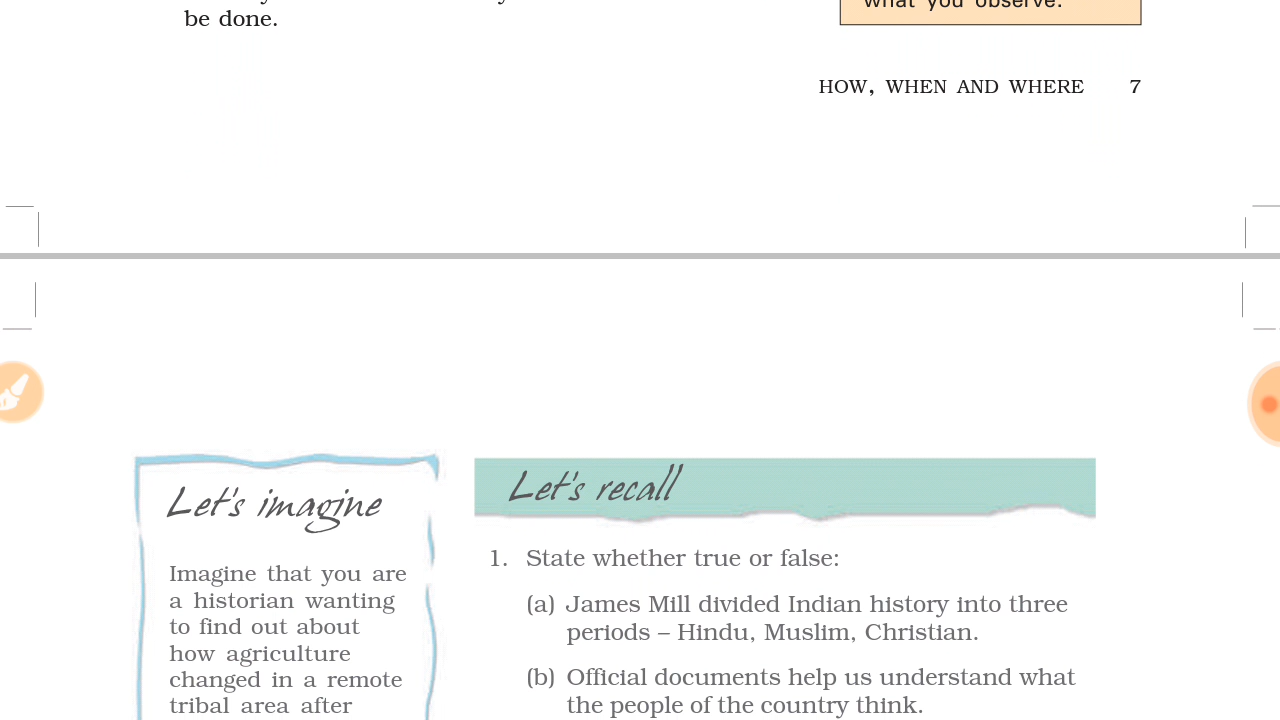 be done.
what you observe.
HOW, WHEN AND WHERE 7
Let's imagine
Imagine that you are
a historian wanting
to find out about
how agriculture
changed in a remote
tribal area after
Let's recall
1. State whether true or false:
(a) James Mill divided Indian history into three
periods – Hindu, Muslim, Christian.
(b) Official documents help us understand what
the people of the country think.